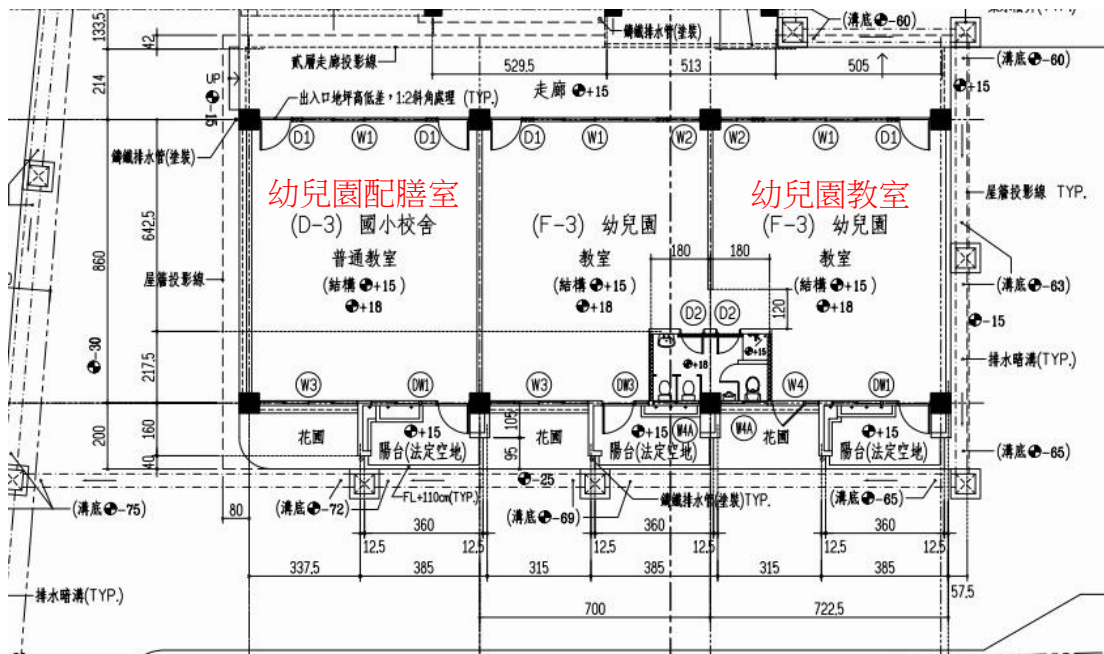 133.5
42
214
鑄鐵排水管(塗裝)
(溝底-60)
貳層走廊投影線
529.5
513
505
(溝底-60)
UP
走廊 +15
+15
-15
出入口地坪高低差，1:2斜角處理 (TYP.)
D1 W1 D1 D1 W1 W2 W2 W1 D1
鑄鐵排水管(塗裝)
幼兒園配膳室
幼兒園教室
屋簷投影線 TYP.
(D-3) 國小校舍
(F-3) 幼兒園
(F-3) 幼兒園
642.5
860
普通教室
教室
180
180
教室
屋簷投影線
(結構+15)
(結構+15)
(結構+15)
(溝底-63)
+18
+18
120
+18
-15
D2 D2
-30
+15
排水暗溝(TYP.)
217.5
+18
W3 DW1 W3 DW3 W4 DW1
200
160
40
花圃
+15
陽台(法定空地)
105
95
花圃
+15
陽台(法定空地)
W4A
W4A
花圃
+15
陽台(法定空地)
(溝底-65)
-25
(溝底-75)
80
(溝底-72)
FL+110cm(TYP.)
(溝底-69)
鑄鐵排水管(塗裝)TYP.
(溝底-65)
360
360
360
12.5
12.5
12.5
12.5
12.5
12.5
337.5
385
315
385
315
385
57.5
排水暗溝(TYP.)
700
722.5